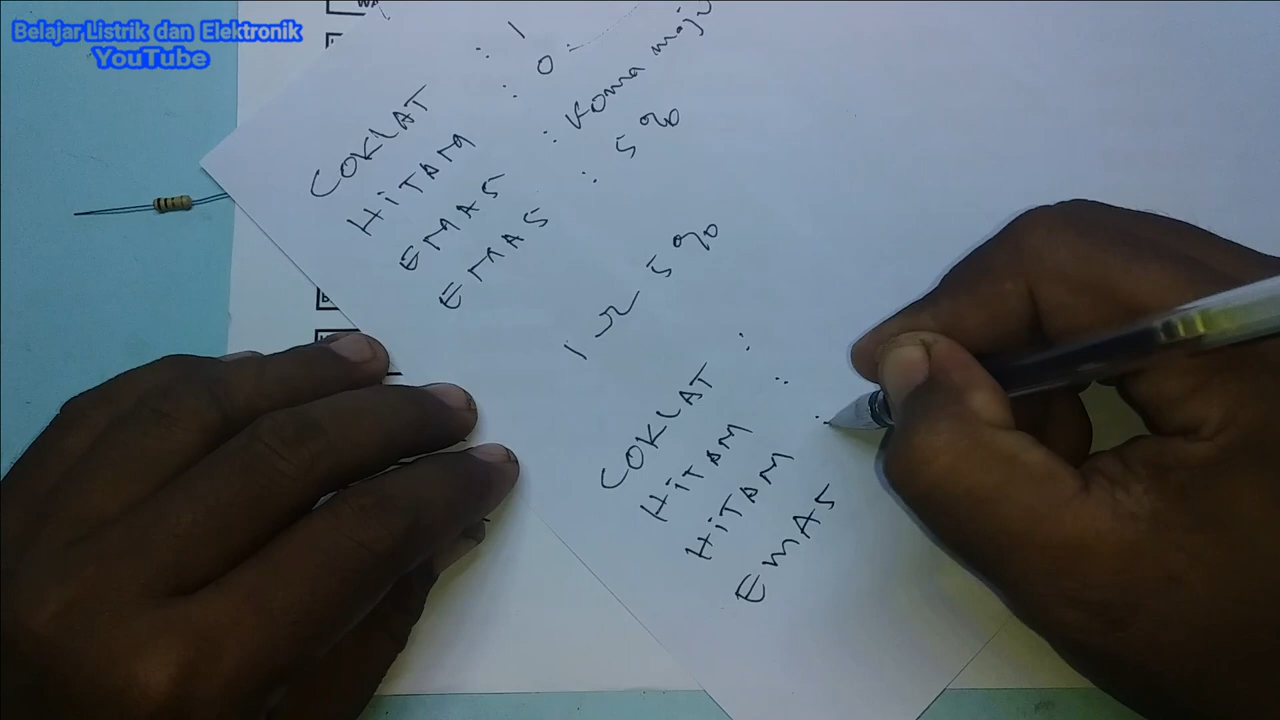 Belajar Listrik dan Elektronik
YouTube
COKLAT : 1
HITAM : 0
EMAS : Koma maju
EMAS : 5%
1 Ω 5%
COKLAT :
HITAM :
HITAM :
EMAS